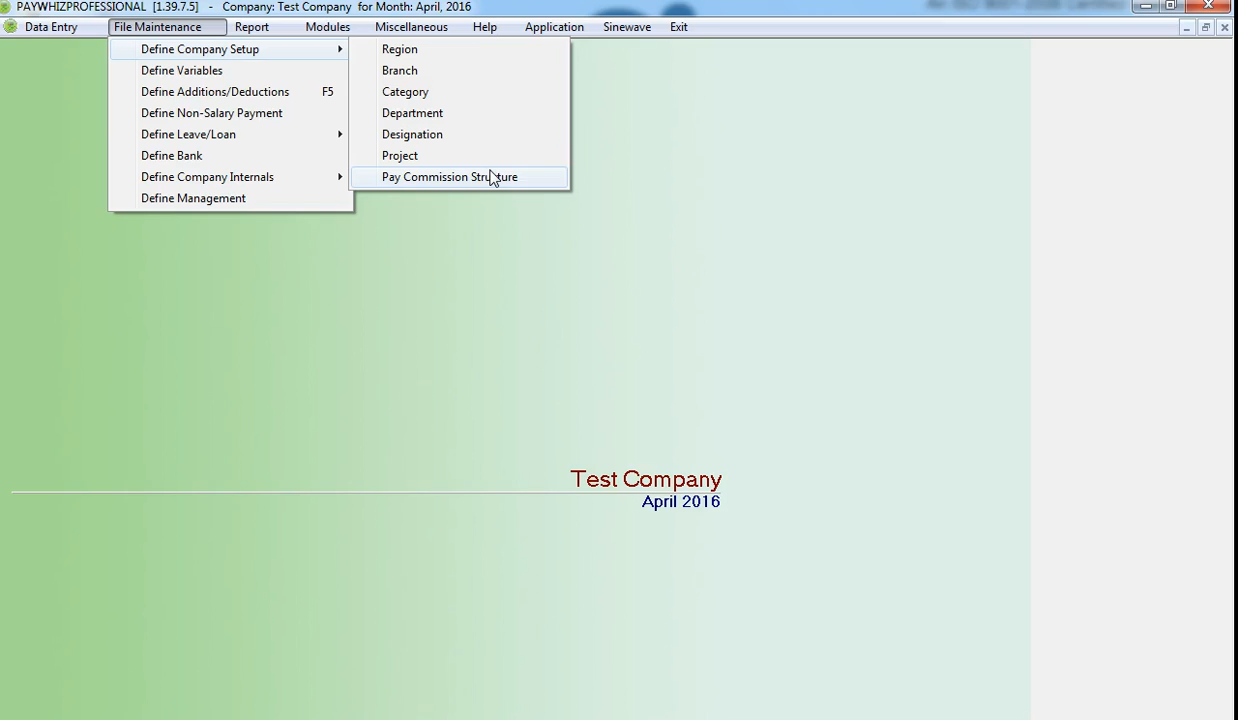 PAYWHIZPROFESSIONAL [1.39.7.5] - Company: Test Company for Month: April, 2016
Data Entry File Maintenance Report Modules Miscellaneous Help Application Sinewave Exit
Define Company Setup
Define Variables
Define Additions/Deductions F5
Define Non-Salary Payment
Define Leave/Loan
Define Bank
Define Company Internals
Define Management
Region
Branch
Category
Department
Designation
Project
Pay Commission Structure
Test Company
April 2016